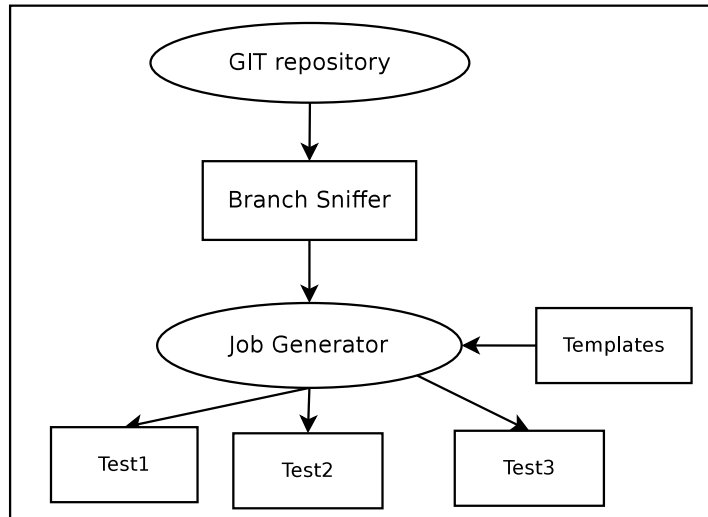 GIT repository
Branch Sniffer
Job Generator
Templates
Test1
Test2
Test3